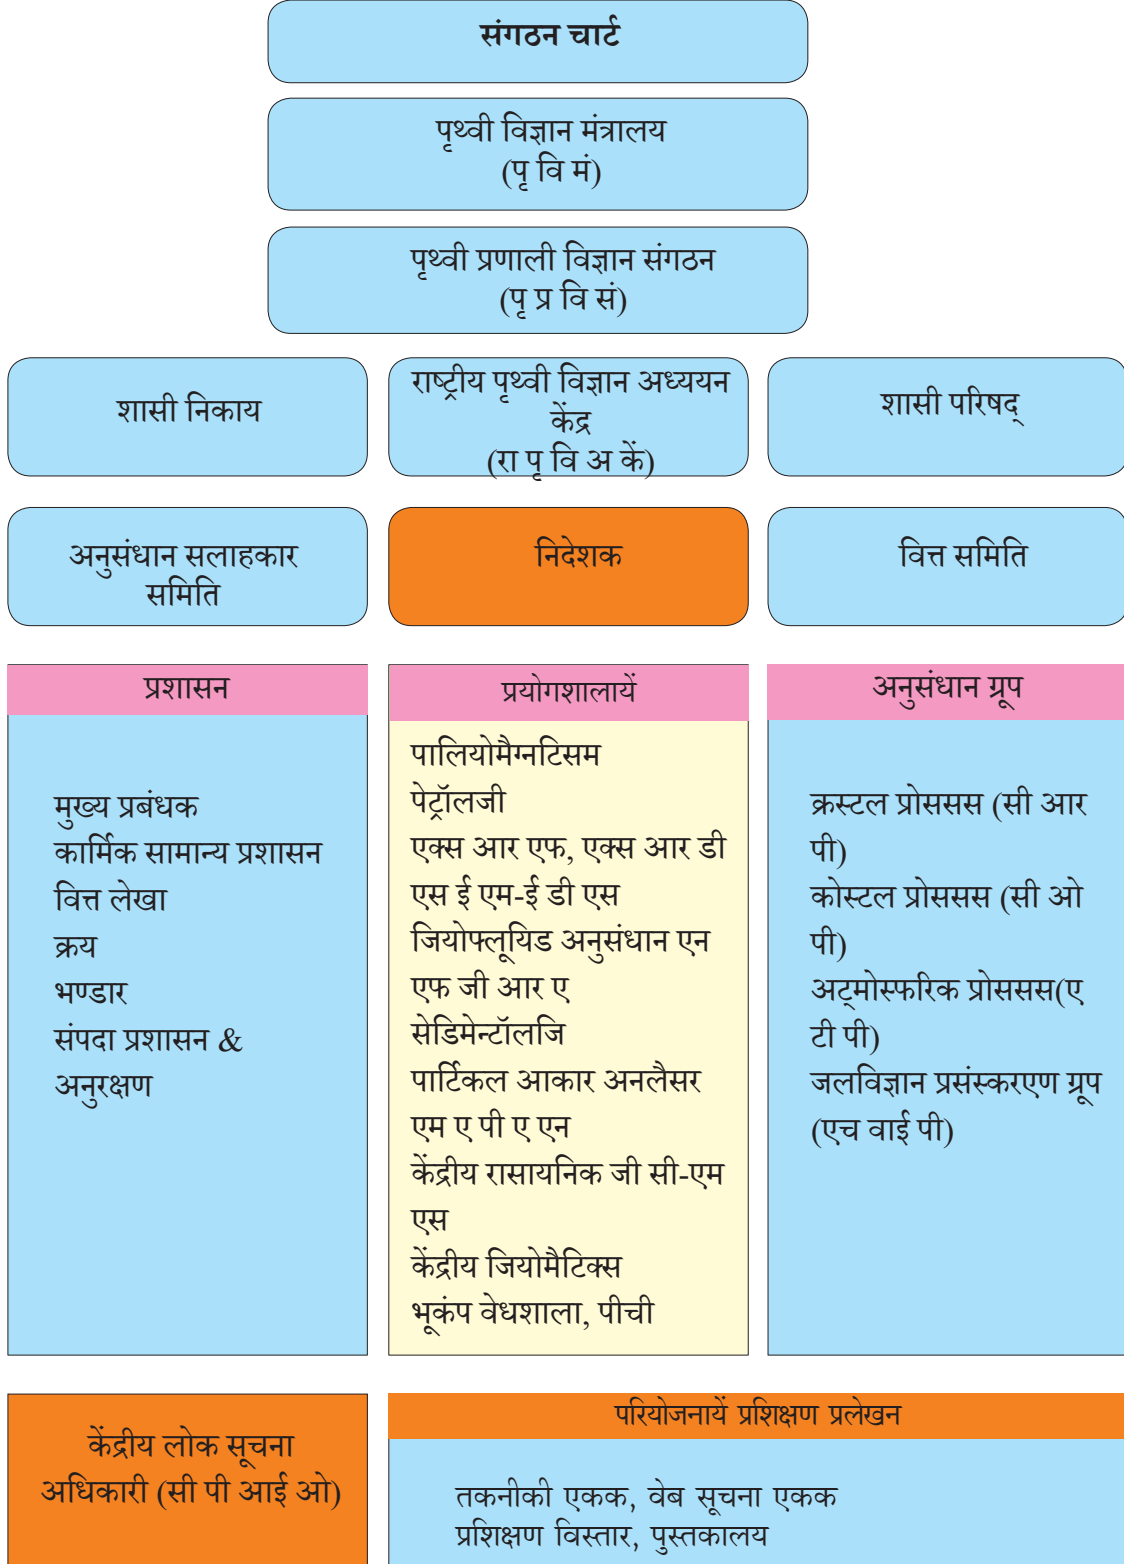 संगठन चार्ट
पृथ्वी विज्ञान मंत्रालय
(पृ वि मं)
पृथ्वी प्रणाली विज्ञान संगठन
(पृ प्र वि सं)
शासी निकाय
राष्ट्रीय पृथ्वी विज्ञान अध्ययन
केंद्र
(रा पृ वि अ कें)
शासी परिषद्
अनुसंधान सलाहकार
समिति
निदेशक
वित्त समिति
प्रशासन
मुख्य प्रबंधक
कार्मिक सामान्य प्रशासन
वित्त लेखा
क्रय
भण्डार
संपदा प्रशासन &
अनुरक्षण
प्रयोगशालायें
पालियोमैग्नटिसम
पेट्रॉलजी
एक्स आर एफ, एक्स आर डी
एस ई एम-ई डी एस
जियोफ्लूयिड अनुसंधान एन
एफ जी आर ए
सेडिमेन्टॉलजि
पार्टिकल आकार अनलैसर
एम ए पी ए एन
केंद्रीय रासायनिक जी सी-एम
एस
केंद्रीय जियोमैटिक्स
भूकंप वेधशाला, पीची
अनुसंधान ग्रूप
क्रस्टल प्रोससस (सी आर
पी)
कोस्टल प्रोससस (सी ओ
पी)
अट्मोस्फरिक प्रोससस(ए
टी पी)
जलविज्ञान प्रसंस्करएण ग्रूप
(एच वाई पी)
केंद्रीय लोक सूचना
अधिकारी (सी पी आई ओ)
परियोजनायें प्रशिक्षण प्रलेखन
तकनीकी एकक, वेब सूचना एकक
प्रशिक्षण विस्तार, पुस्तकालय